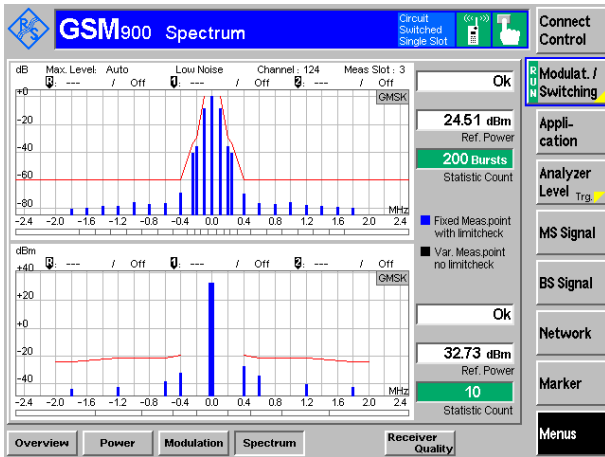 R S
GSM900 Spectrum
Circuit Switched Single Slot
Connect Control
dB Max. Level: Auto Low Noise Channel : 124 Meas Slot : 3
--- / Off --- / Off --- / Off
GMSK
+0
-20
-40
-60
-80
MHz
-2.4 -2.0 -1.6 -1.2 -0.8 -0.4 0.0 0.4 0.8 1.2 1.6 2.0 2.4
Ok
24.51 dBm
Ref. Power
200 Bursts
Statistic Count
Fixed Meas.point with limitcheck
Var. Meas.point no limitcheck
dBm
--- / Off --- / Off --- / Off
GMSK
+40
+20
+0
-20
-40
MHz
-2.4 -2.0 -1.6 -1.2 -0.8 -0.4 0.0 0.4 0.8 1.2 1.6 2.0 2.4
Ok
32.73 dBm
Ref. Power
10
Statistic Count
RUN
Modulat. / Switching
Appli- cation
Analyzer Level Trg.
MS Signal
BS Signal
Network
Marker
Menus
Overview Power Modulation Spectrum Receiver Quality